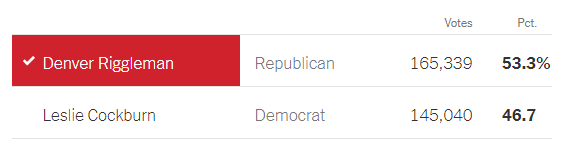 Votes Pct.
Denver Riggleman Republican 165,339 53.3%
Leslie Cockburn Democrat 145,040 46.7